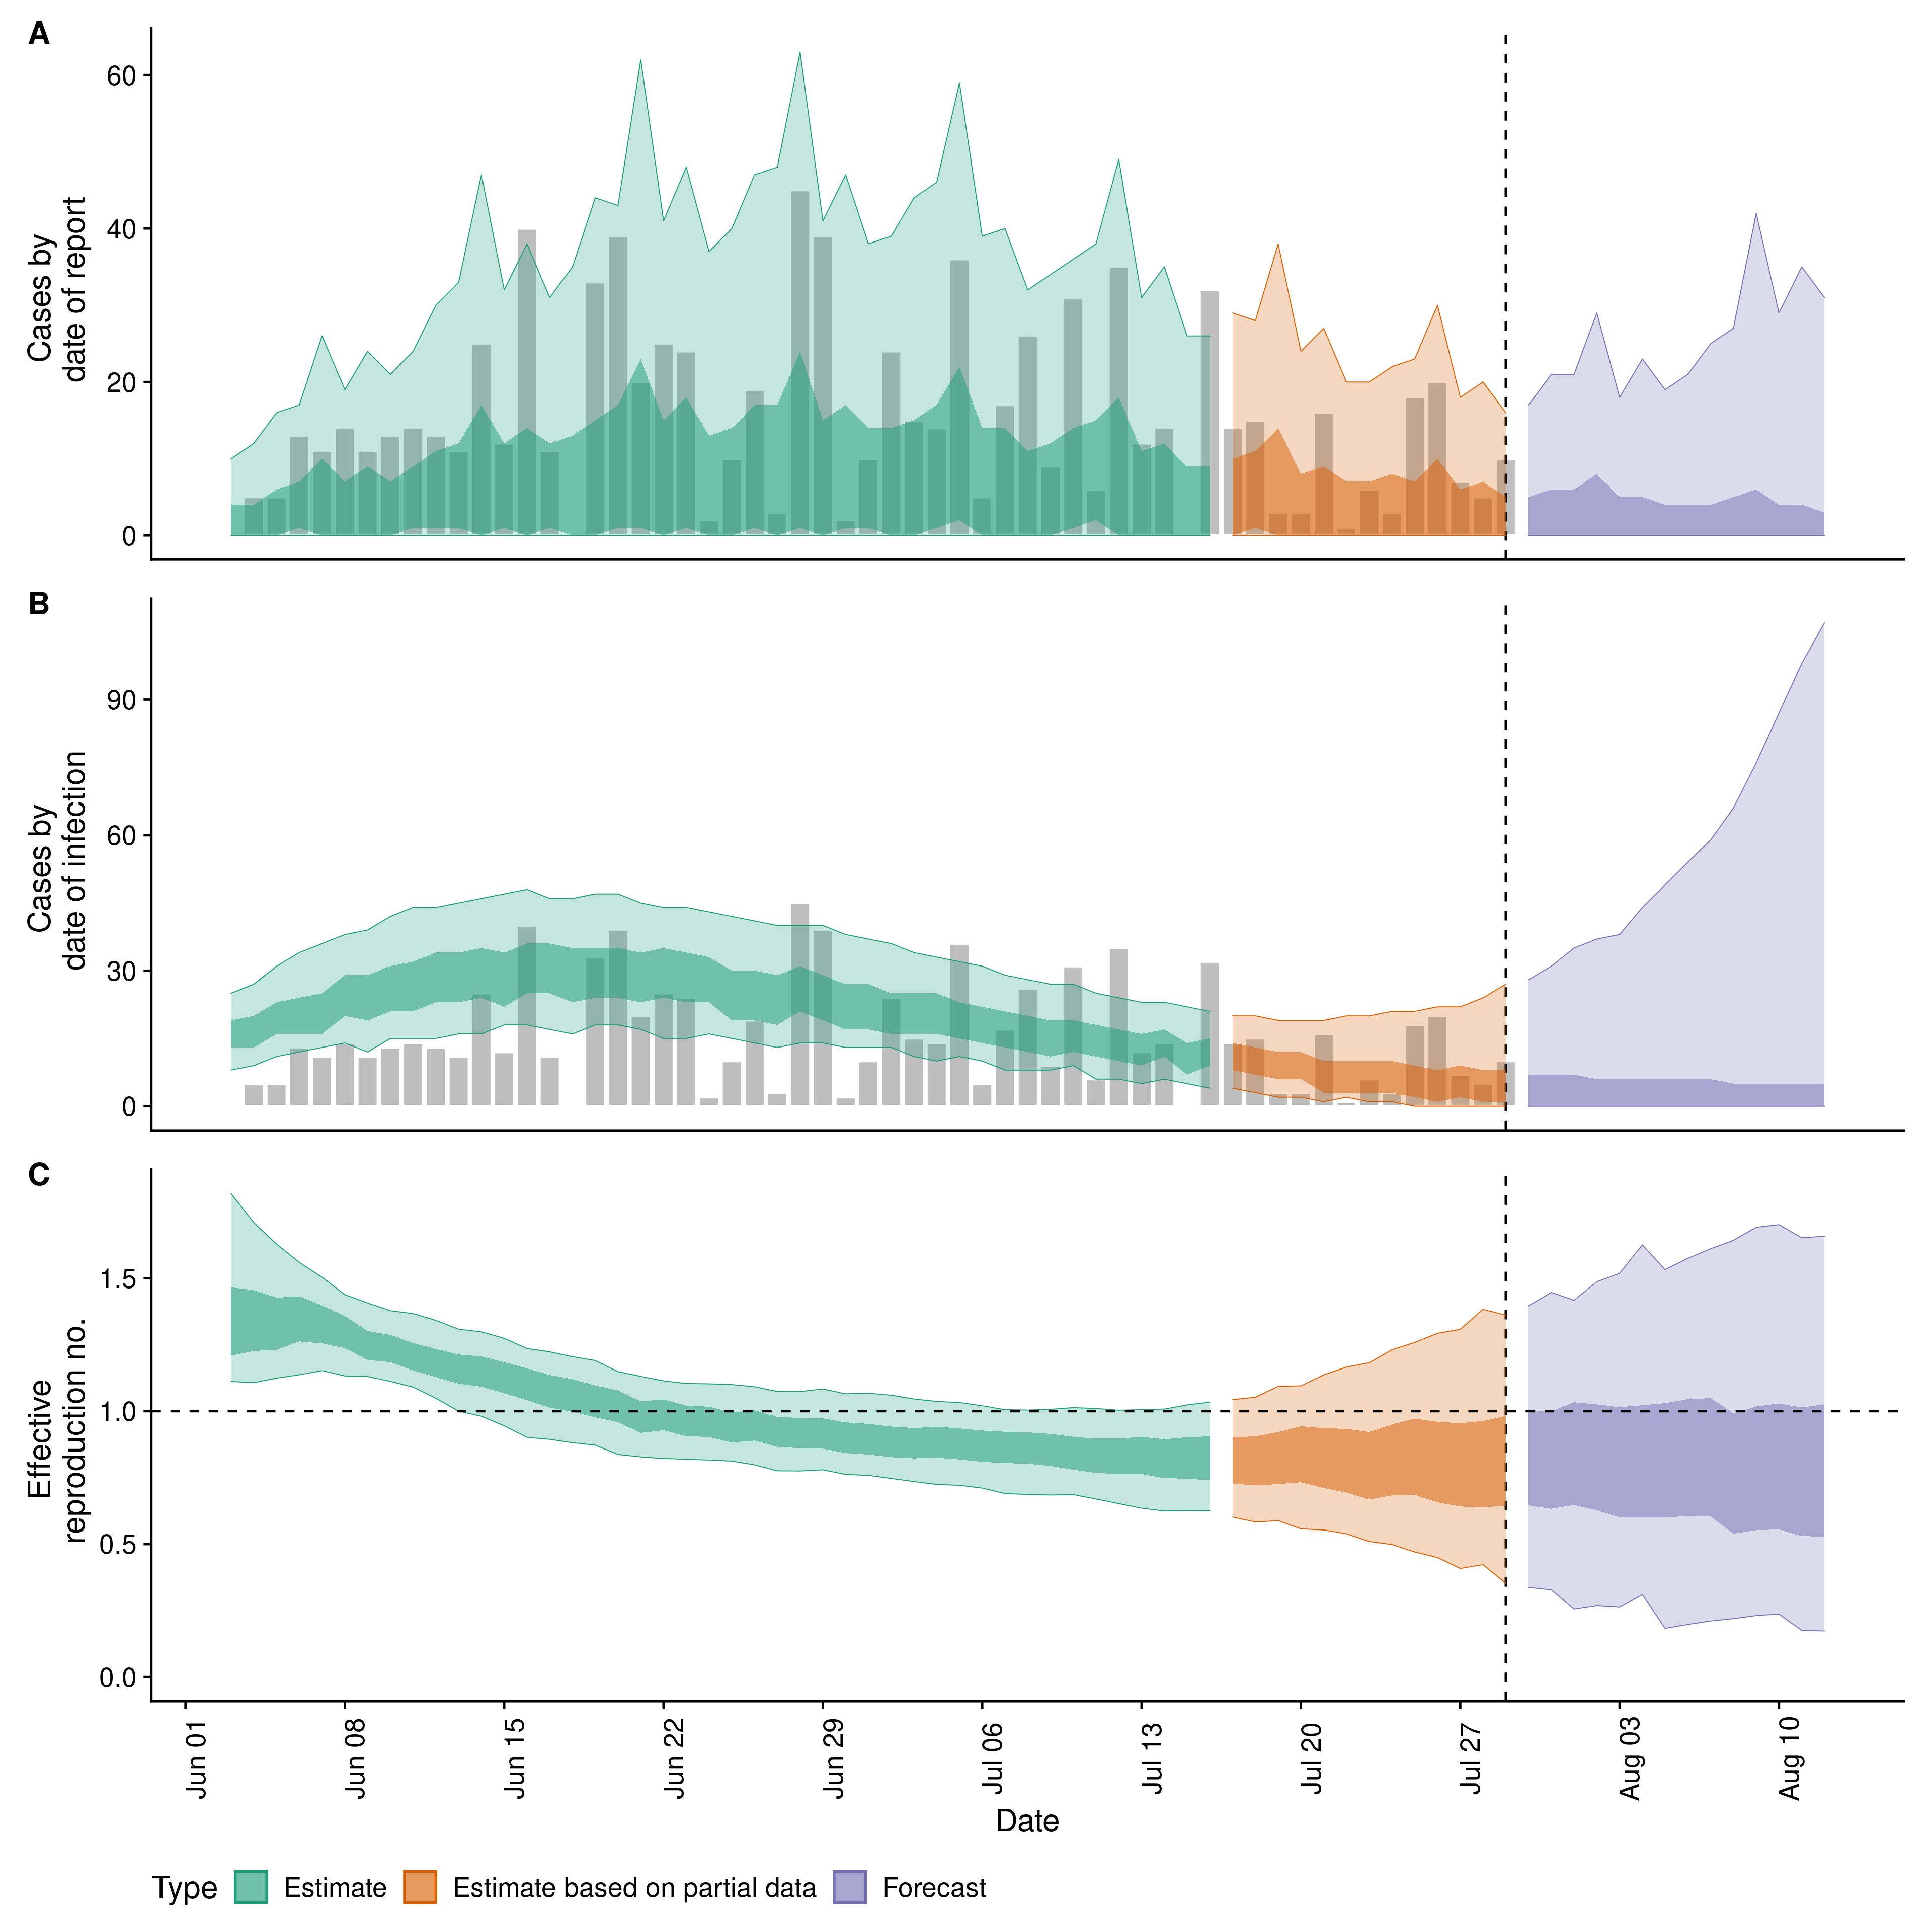 A
Cases by
date of report
60
40
20
0
B
Cases by
date of infection
90
60
30
0
C
Effective
reproduction no.
1.5
1.0
0.5
0.0
Jun 01
Jun 08
Jun 15
Jun 22
Jun 29
Jul 06
Jul 13
Jul 20
Jul 27
Aug 03
Aug 10
Date
Type Estimate Estimate based on partial data Forecast